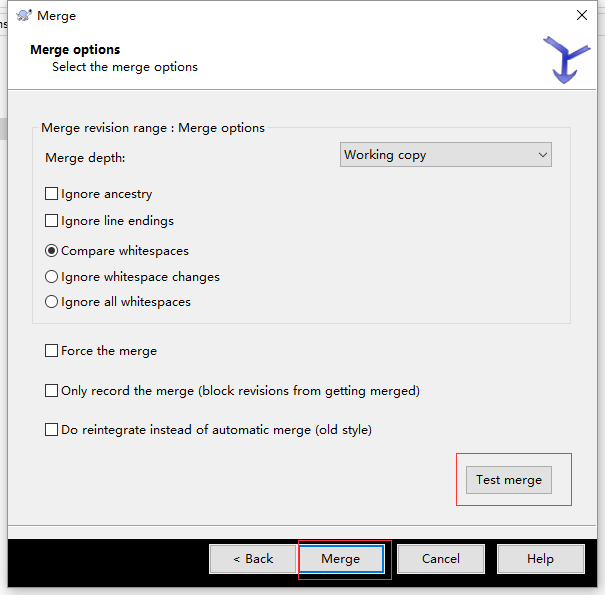 Merge
Merge options
Select the merge options
Merge revision range : Merge options
Merge depth:
Working copy
Ignore ancestry
Ignore line endings
Compare whitespaces
Ignore whitespace changes
Ignore all whitespaces
Force the merge
Only record the merge (block revisions from getting merged)
Do reintegrate instead of automatic merge (old style)
Test merge
< Back
Merge
Cancel
Help